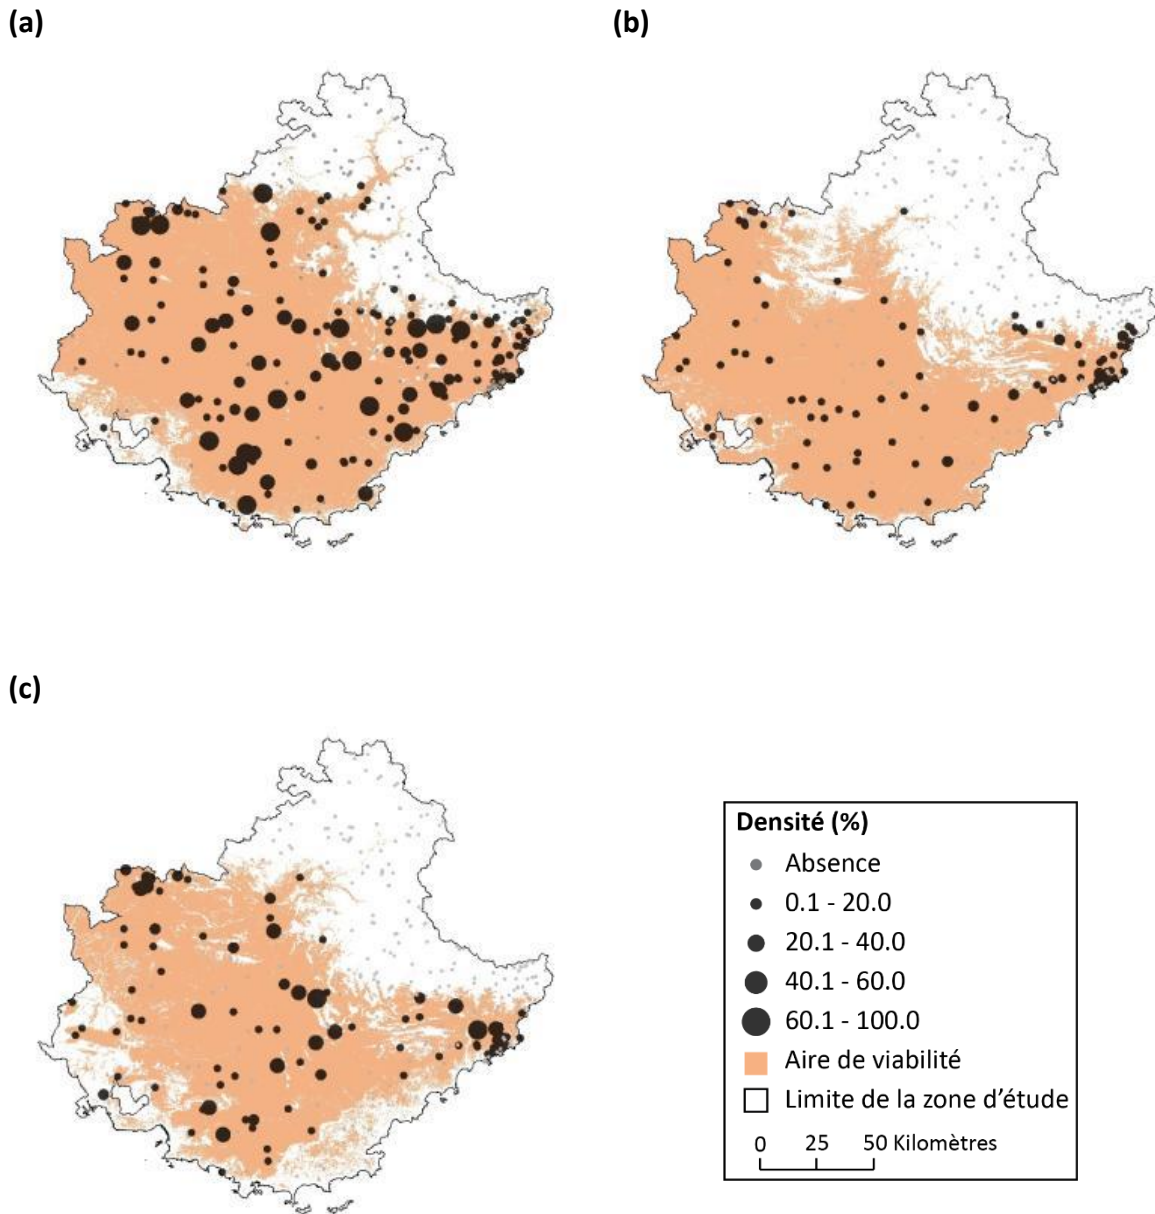 (a)
(b)
(c)
Densité (%)
Absence
0.1 - 20.0
20.1 - 40.0
40.1 - 60.0
60.1 - 100.0
Aire de viabilité
Limite de la zone d'étude
0 25 50 Kilomètres